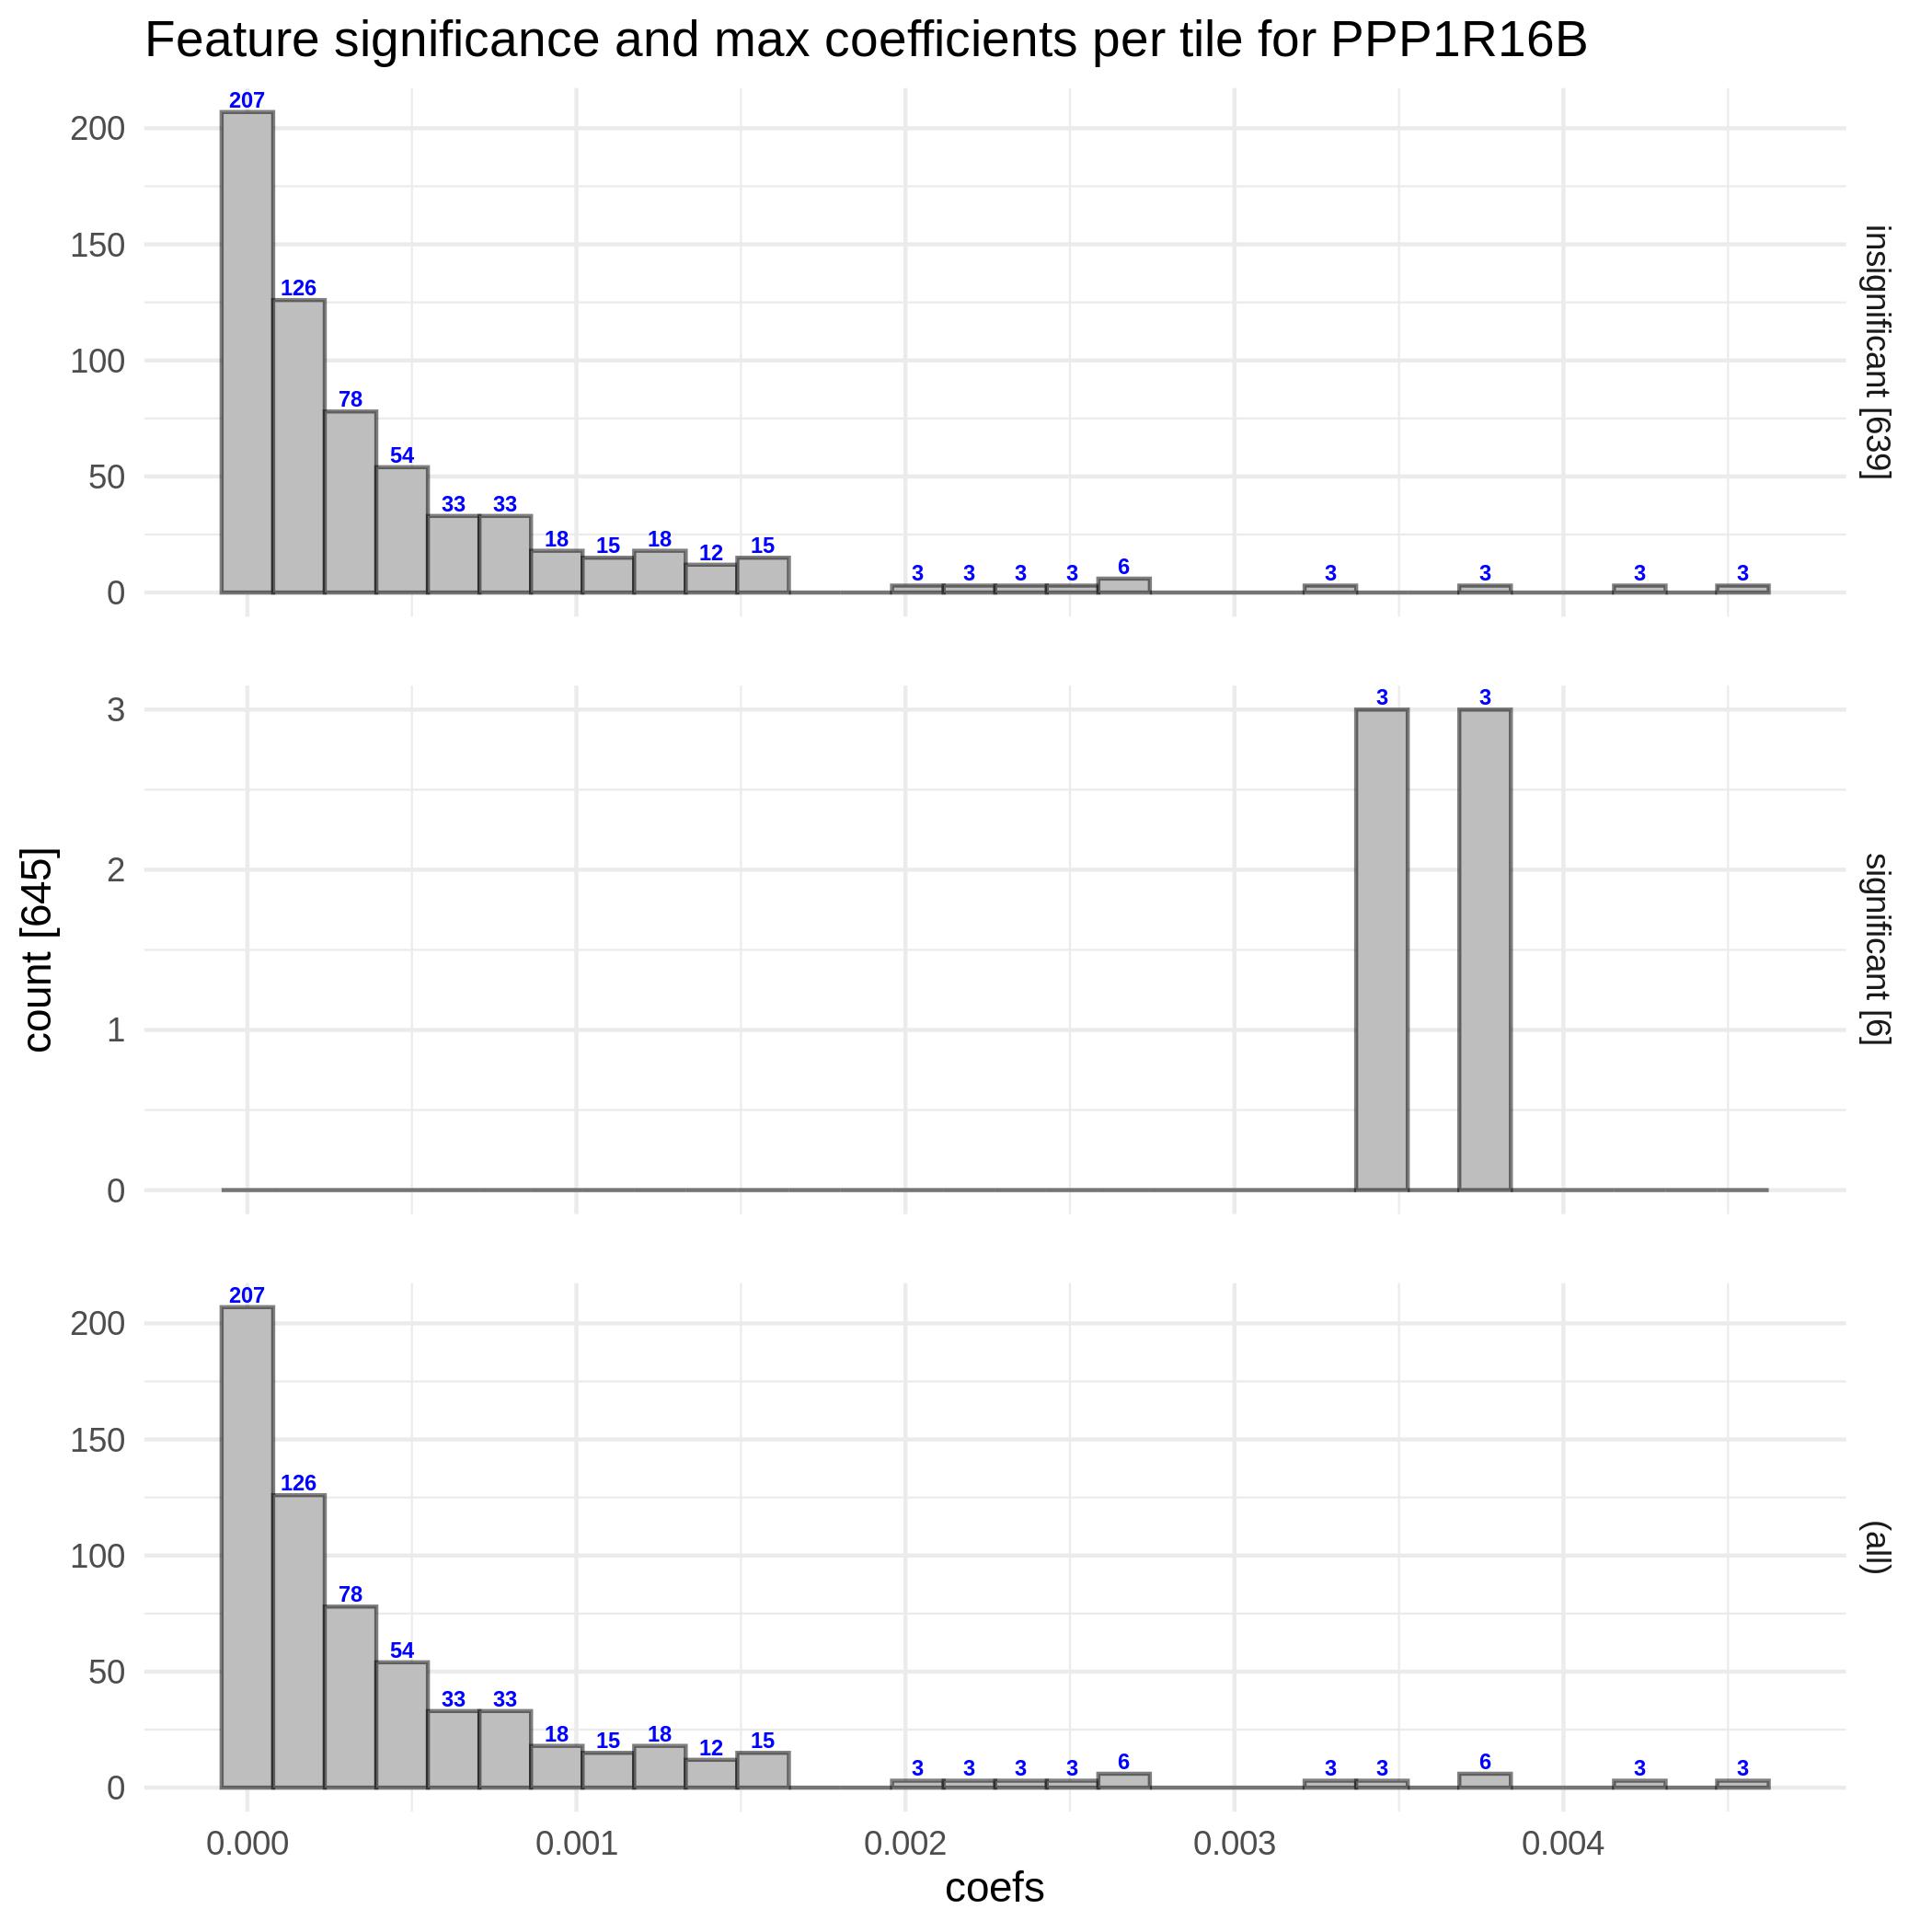 Feature significance and max coefficients per tile for PPP1R16B
207
200
150
126
100
78
54
50
33 33
18 15 18 12 15
3 3 3 3 6 3 3 3 3
0
insignificant [639]
3 3
3
2
1
0
significant [6]
count [645]
207
200
150
126
100
78
54
50
33 33
18 15 18 12 15
3 3 3 3 6 3 3 6 3 3
0
(all)
0.000 0.001 0.002 0.003 0.004
coefs